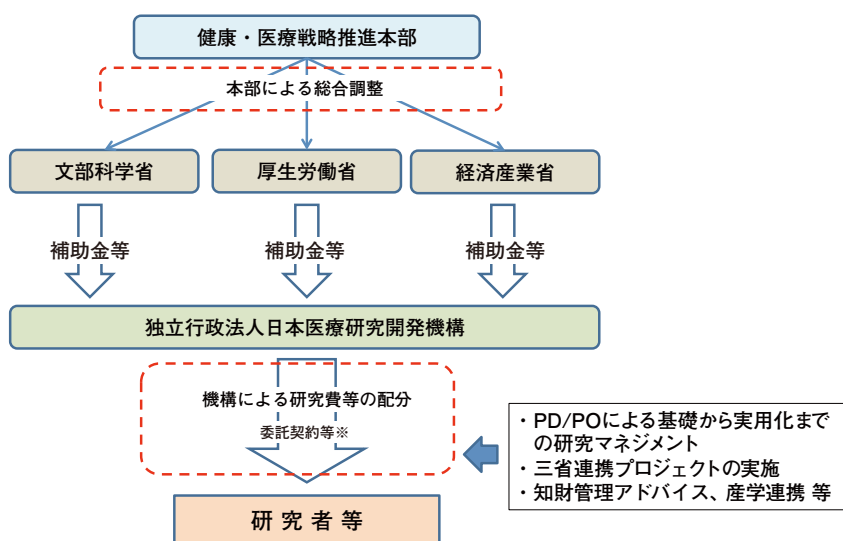 健康・医療戦略推進本部
本部による総合調整
文部科学省
厚生労働省
経済産業省
補助金等
補助金等
補助金等
独立行政法人日本医療研究開発機構
機構による研究費等の配分
委託契約等※
・PD/POによる基礎から実用化まで
の研究マネジメント
・三省連携プロジェクトの実施
・知財管理アドバイス、産学連携 等
研 究 者 等